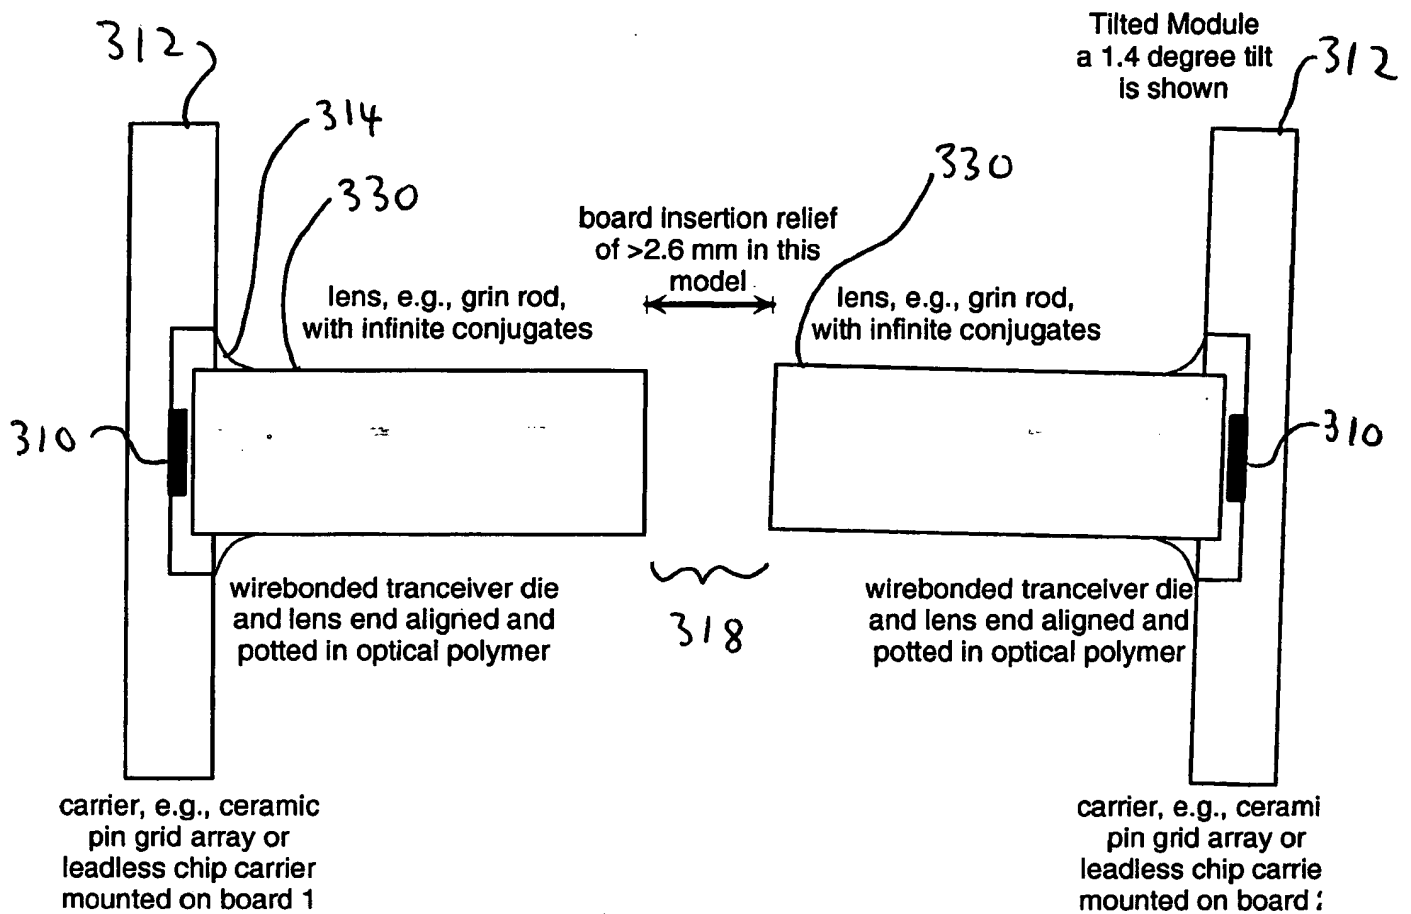 Tilted Module
a 1.4 degree tilt
is shown
312
312
314
330
330
board insertion relief
of >2.6 mm in this
model
lens, e.g., grin rod,
with infinite conjugates
lens, e.g., grin rod,
with infinite conjugates
310
310
wirebonded tranceiver die
and lens end aligned and
potted in optical polymer
318
wirebonded tranceiver die
and lens end aligned and
potted in optical polymer
carrier, e.g., ceramic
pin grid array or
leadless chip carrier
mounted on board 1
carrier, e.g., cerami
pin grid array or
leadless chip carrie
mounted on board